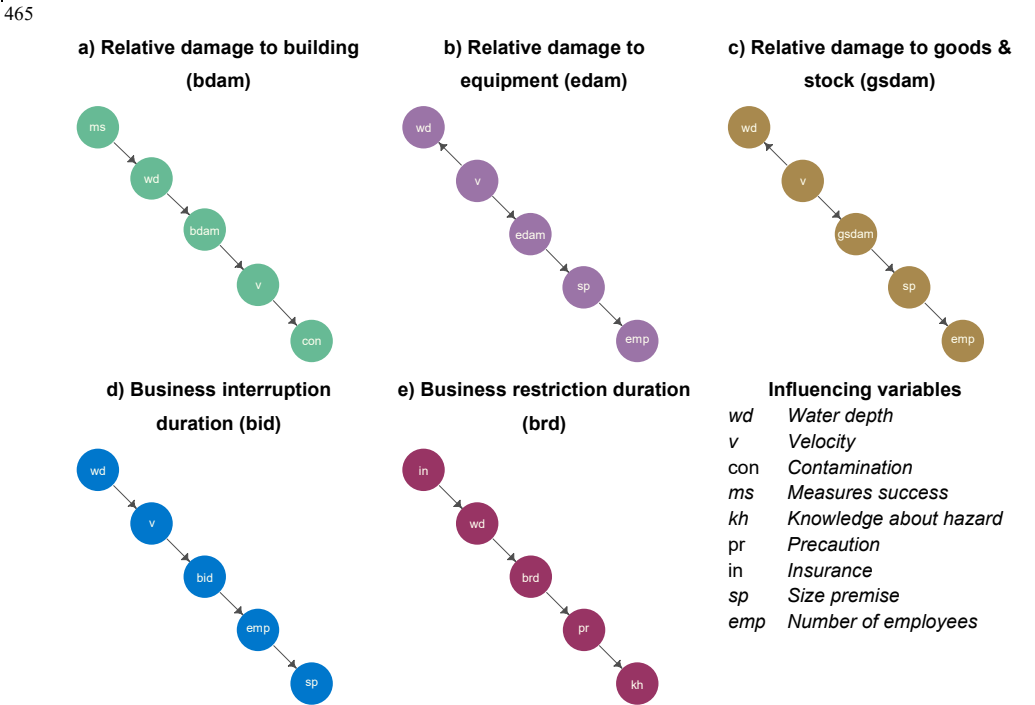 465
a) Relative damage to building
(bdam)
ms
wd
bdam
v
con
b) Relative damage to
equipment (edam)
wd
v
edam
sp
emp
c) Relative damage to goods &
stock (gsdam)
wd
v
gsdam
sp
emp
d) Business interruption
duration (bid)
wd
v
bid
emp
sp
e) Business restriction duration
(brd)
in
wd
brd
pr
kh
Influencing variables
wd Water depth
v Velocity
con Contamination
ms Measures success
kh Knowledge about hazard
pr Precaution
in Insurance
sp Size premise
emp Number of employees